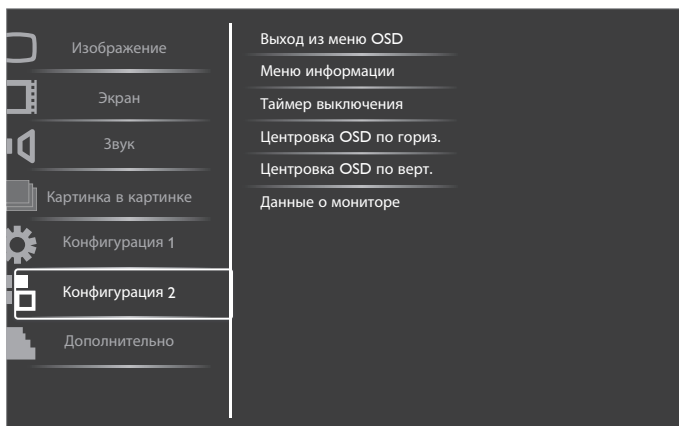 Изображение
Экран
Звук
Картинка в картинке
Конфигурация 1
Конфигурация 2
Дополнительно
Выход из меню OSD
Меню информации
Таймер выключения
Центровка OSD по гориз.
Центровка OSD по верт.
Данные о мониторе